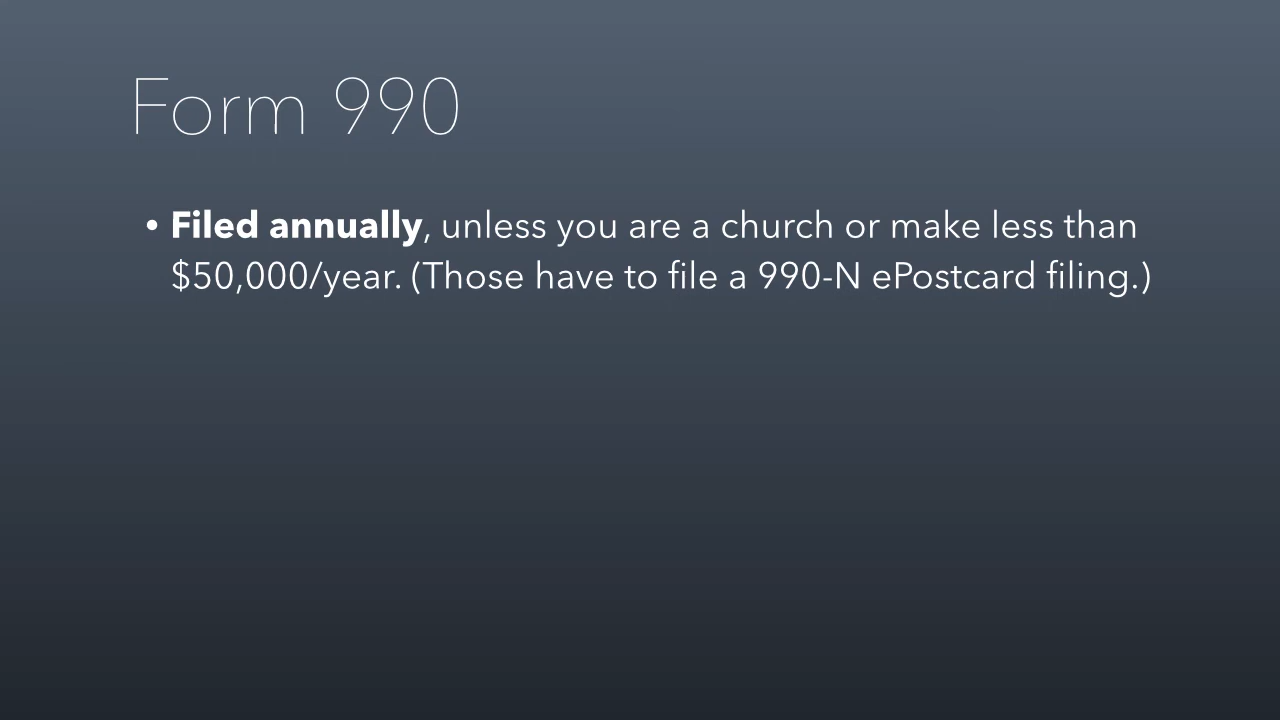 Form 990
• Filed annually, unless you are a church or make less than
$50,000/year. (Those have to file a 990-N ePostcard filing.)